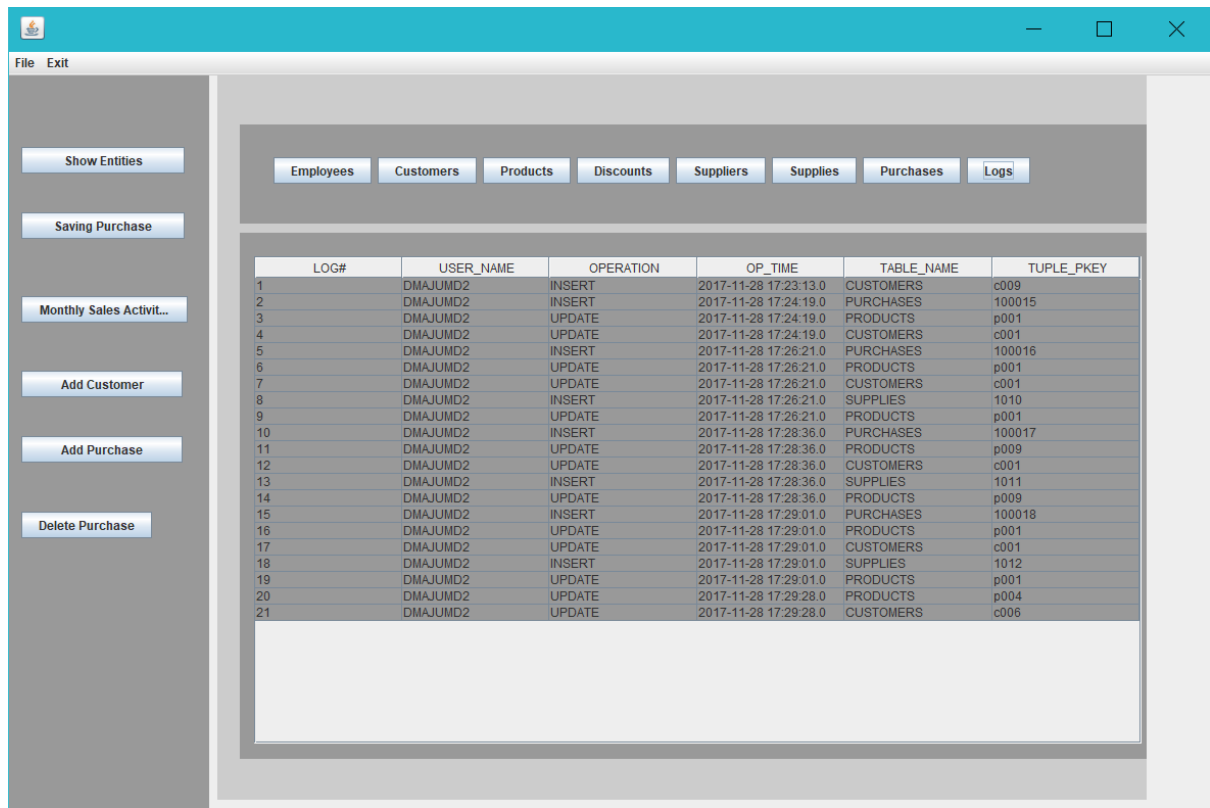 File Exit
Show Entities
Saving Purchase
Monthly Sales Activit...
Add Customer
Add Purchase
Delete Purchase
Employees Customers Products Discounts Suppliers Supplies Purchases Logs
LOG# USER_NAME OPERATION OP_TIME TABLE_NAME TUPLE_PKEY
1 DMAJUMD2 INSERT 2017-11-28 17:23:13.0 CUSTOMERS c009
2 DMAJUMD2 INSERT 2017-11-28 17:24:19.0 PURCHASES 100015
3 DMAJUMD2 UPDATE 2017-11-28 17:24:19.0 PRODUCTS p001
4 DMAJUMD2 UPDATE 2017-11-28 17:24:19.0 CUSTOMERS c001
5 DMAJUMD2 INSERT 2017-11-28 17:26:21.0 PURCHASES 100016
6 DMAJUMD2 UPDATE 2017-11-28 17:26:21.0 PRODUCTS p001
7 DMAJUMD2 UPDATE 2017-11-28 17:26:21.0 CUSTOMERS c001
8 DMAJUMD2 INSERT 2017-11-28 17:26:21.0 SUPPLIES 1010
9 DMAJUMD2 UPDATE 2017-11-28 17:26:21.0 PRODUCTS p001
10 DMAJUMD2 INSERT 2017-11-28 17:28:36.0 PURCHASES 100017
11 DMAJUMD2 UPDATE 2017-11-28 17:28:36.0 PRODUCTS p009
12 DMAJUMD2 UPDATE 2017-11-28 17:28:36.0 CUSTOMERS c001
13 DMAJUMD2 INSERT 2017-11-28 17:28:36.0 SUPPLIES 1011
14 DMAJUMD2 UPDATE 2017-11-28 17:28:36.0 PRODUCTS p009
15 DMAJUMD2 INSERT 2017-11-28 17:29:01.0 PURCHASES 100018
16 DMAJUMD2 UPDATE 2017-11-28 17:29:01.0 PRODUCTS p001
17 DMAJUMD2 UPDATE 2017-11-28 17:29:01.0 CUSTOMERS c001
18 DMAJUMD2 INSERT 2017-11-28 17:29:01.0 SUPPLIES 1012
19 DMAJUMD2 UPDATE 2017-11-28 17:29:01.0 PRODUCTS p001
20 DMAJUMD2 UPDATE 2017-11-28 17:29:28.0 PRODUCTS p004
21 DMAJUMD2 UPDATE 2017-11-28 17:29:28.0 CUSTOMERS c006